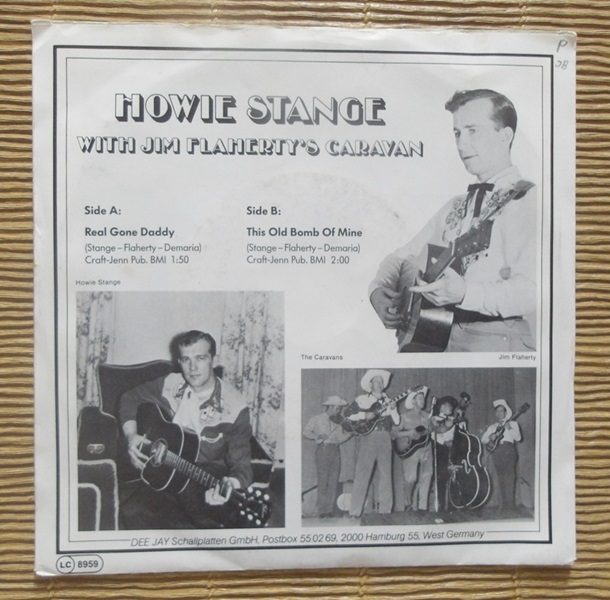 P
28
HOWIE STANGE
WITH JIM FLAHERTY'S CARAVAN
Side A:
Real Gone Daddy
(Stange – Flaherty – Demaria)
Craft-Jenn Pub. BMI 1:50
Side B:
This Old Bomb Of Mine
(Stange – Flaherty – Demaria)
Craft-Jenn Pub. BMI 2:00
Howie Stange
The Caravans
Jim Flaherty
DEE JAY Schallplatten GmbH, Postbox 55 02 69, 2000 Hamburg 55, West Germany
LC 8959